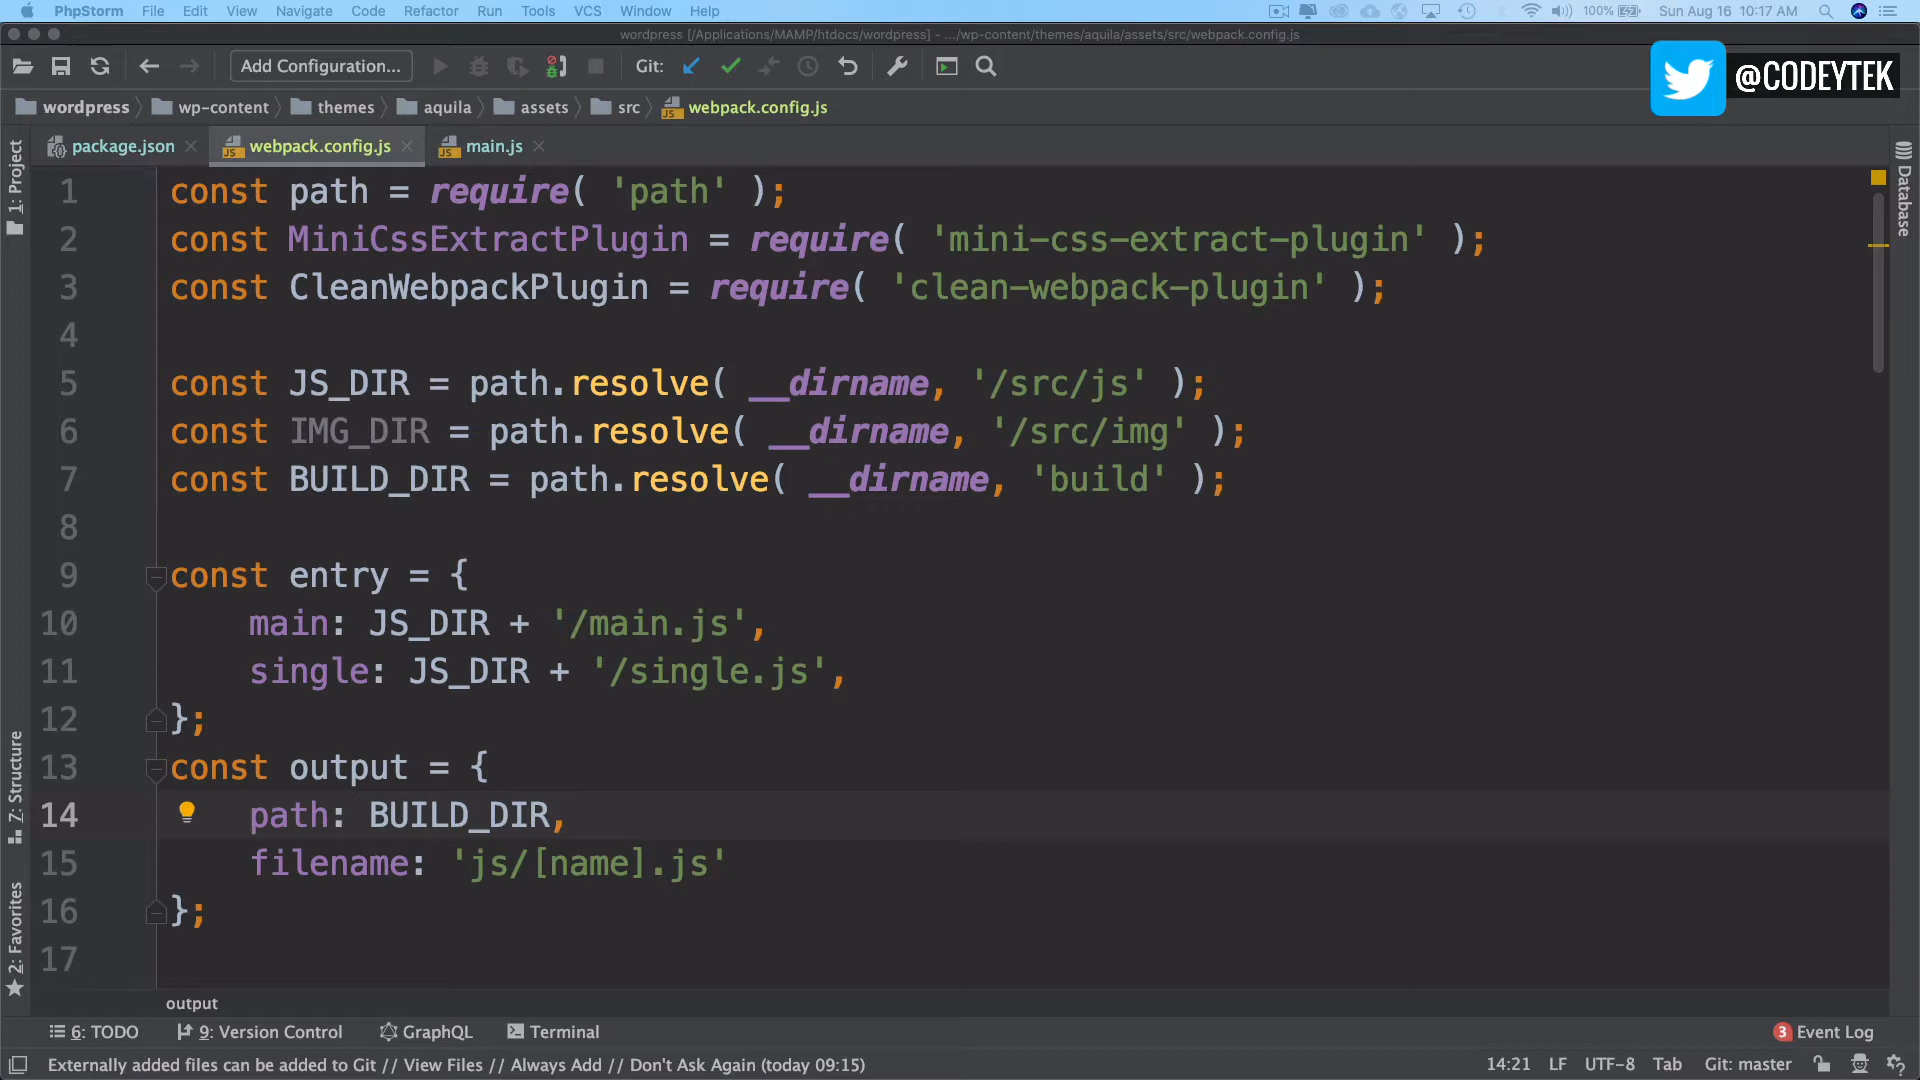 PhpStorm File Edit View Navigate Code Refactor Run Tools VCS Window Help 100% Sun Aug 16 10:17 AM
wordpress [/Applications/MAMP/htdocs/wordpress] - .../wp-content/themes/aquila/assets/src/webpack.config.js
Add Configuration... Git:
@CODEYTEK
wordpress wp-content themes aquila assets src webpack.config.js
package.json webpack.config.js main.js
1: Project
Database
1 const path = require( 'path' );
2 const MiniCssExtractPlugin = require( 'mini-css-extract-plugin' );
3 const CleanWebpackPlugin = require( 'clean-webpack-plugin' );
4
5 const JS_DIR = path.resolve( __dirname, '/src/js' );
6 const IMG_DIR = path.resolve( __dirname, '/src/img' );
7 const BUILD_DIR = path.resolve( __dirname, 'build' );
8
9 const entry = {
10 main: JS_DIR + '/main.js',
11 single: JS_DIR + '/single.js',
12 };
13 const output = {
14 path: BUILD_DIR,
15 filename: 'js/[name].js'
16 };
17
7: Structure
2: Favorites
output
6: TODO 9: Version Control GraphQL Terminal 3 Event Log
Externally added files can be added to Git // View Files // Always Add // Don't Ask Again (today 09:15) 14:21 LF UTF-8 Tab Git: master